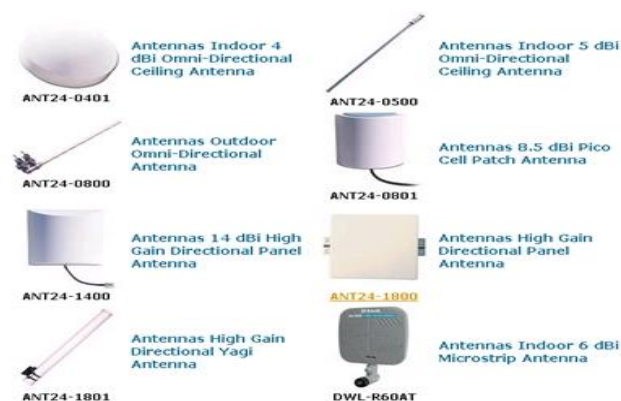 Antennas Indoor 4
dBi Omni-Directional
Ceiling Antenna
ANT24-0401
Antennas Indoor 5 dBi
Omni-Directional
Ceiling Antenna
ANT24-0500
Antennas Outdoor
Omni-Directional
Antenna
ANT24-0800
Antennas 8.5 dBi Pico
Cell Patch Antenna
ANT24-0801
Antennas 14 dBi High
Gain Directional Panel
Antenna
ANT24-1400
Antennas High Gain
Directional Panel
Antenna
ANT24-1800
Antennas High Gain
Directional Yagi
Antenna
ANT24-1801
D-Link
Antennas Indoor 6 dBi
Microstrip Antenna
DWL-R60AT